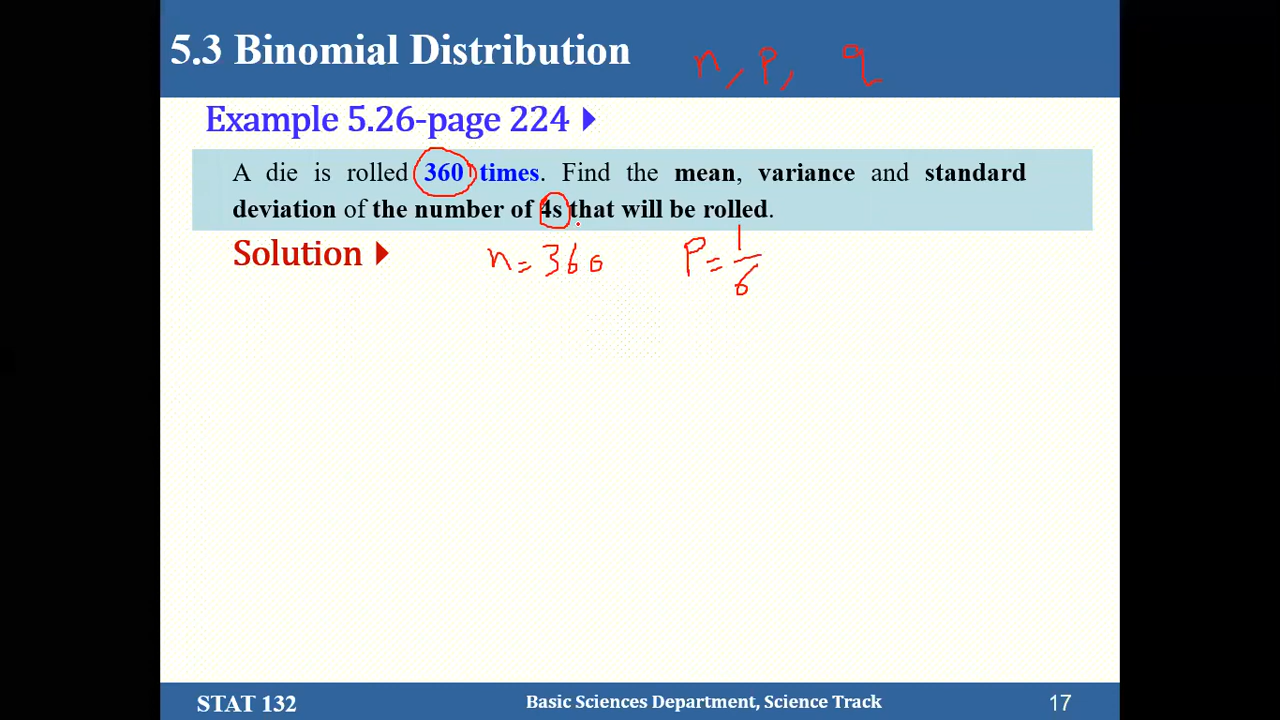 5.3 Binomial Distribution n, p, q
Example 5.26-page 224
A die is rolled 360 times. Find the mean, variance and standard
deviation of the number of 4s that will be rolled.
Solution n = 360 P = 1/6
STAT 132 Basic Sciences Department, Science Track 17